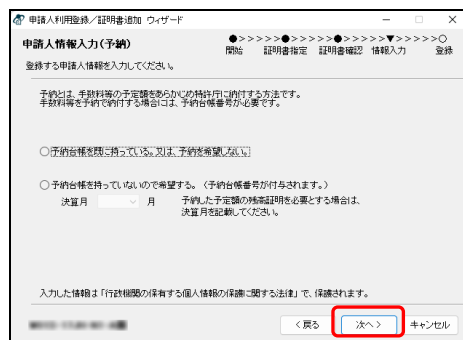 申請人利用登録／証明書追加 ウィザード
申請人情報入力(予納)
●>>>>>●>>>>>●>>>>>▼>>>>>○
開始 証明書指定 証明書確認 情報入力 登録
登録する申請人情報を入力してください。
予納とは、手数料等の予定額をあらかじめ特許庁に納付する方法です。
手数料等を予納で納付する場合には、予納台帳番号が必要です。
予納台帳を既に持っている。又は、予納を希望しない。
予納台帳を持っていないので希望する。（予納台帳番号が付与されます。）
決算月 月 予納した予定額の残高証明を必要とする場合は、
決算月を記載してください。
入力した情報は「行政機関の保有する個人情報の保護に関する法律」で、保護されます。
<戻る 次へ> キャンセル